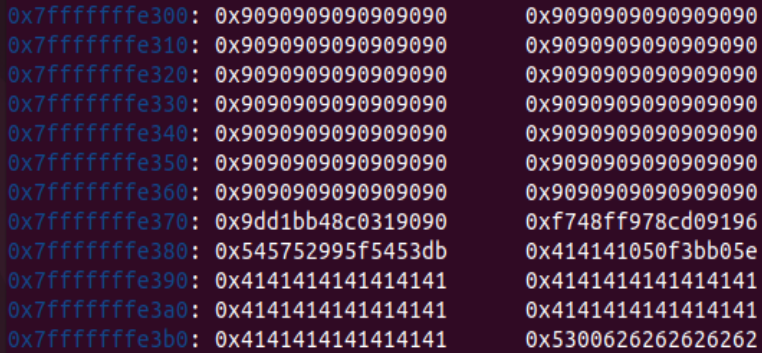 0x7fffffffe300: 0x9090909090909090 0x9090909090909090
0x7fffffffe310: 0x9090909090909090 0x9090909090909090
0x7fffffffe320: 0x9090909090909090 0x9090909090909090
0x7fffffffe330: 0x9090909090909090 0x9090909090909090
0x7fffffffe340: 0x9090909090909090 0x9090909090909090
0x7fffffffe350: 0x9090909090909090 0x9090909090909090
0x7fffffffe360: 0x9090909090909090 0x9090909090909090
0x7fffffffe370: 0x9dd1bb48c0319090 0xf748ff978cd09196
0x7fffffffe380: 0x545752995f5453db 0x414141050f3bb05e
0x7fffffffe390: 0x4141414141414141 0x4141414141414141
0x7fffffffe3a0: 0x4141414141414141 0x4141414141414141
0x7fffffffe3b0: 0x4141414141414141 0x5300626262626262